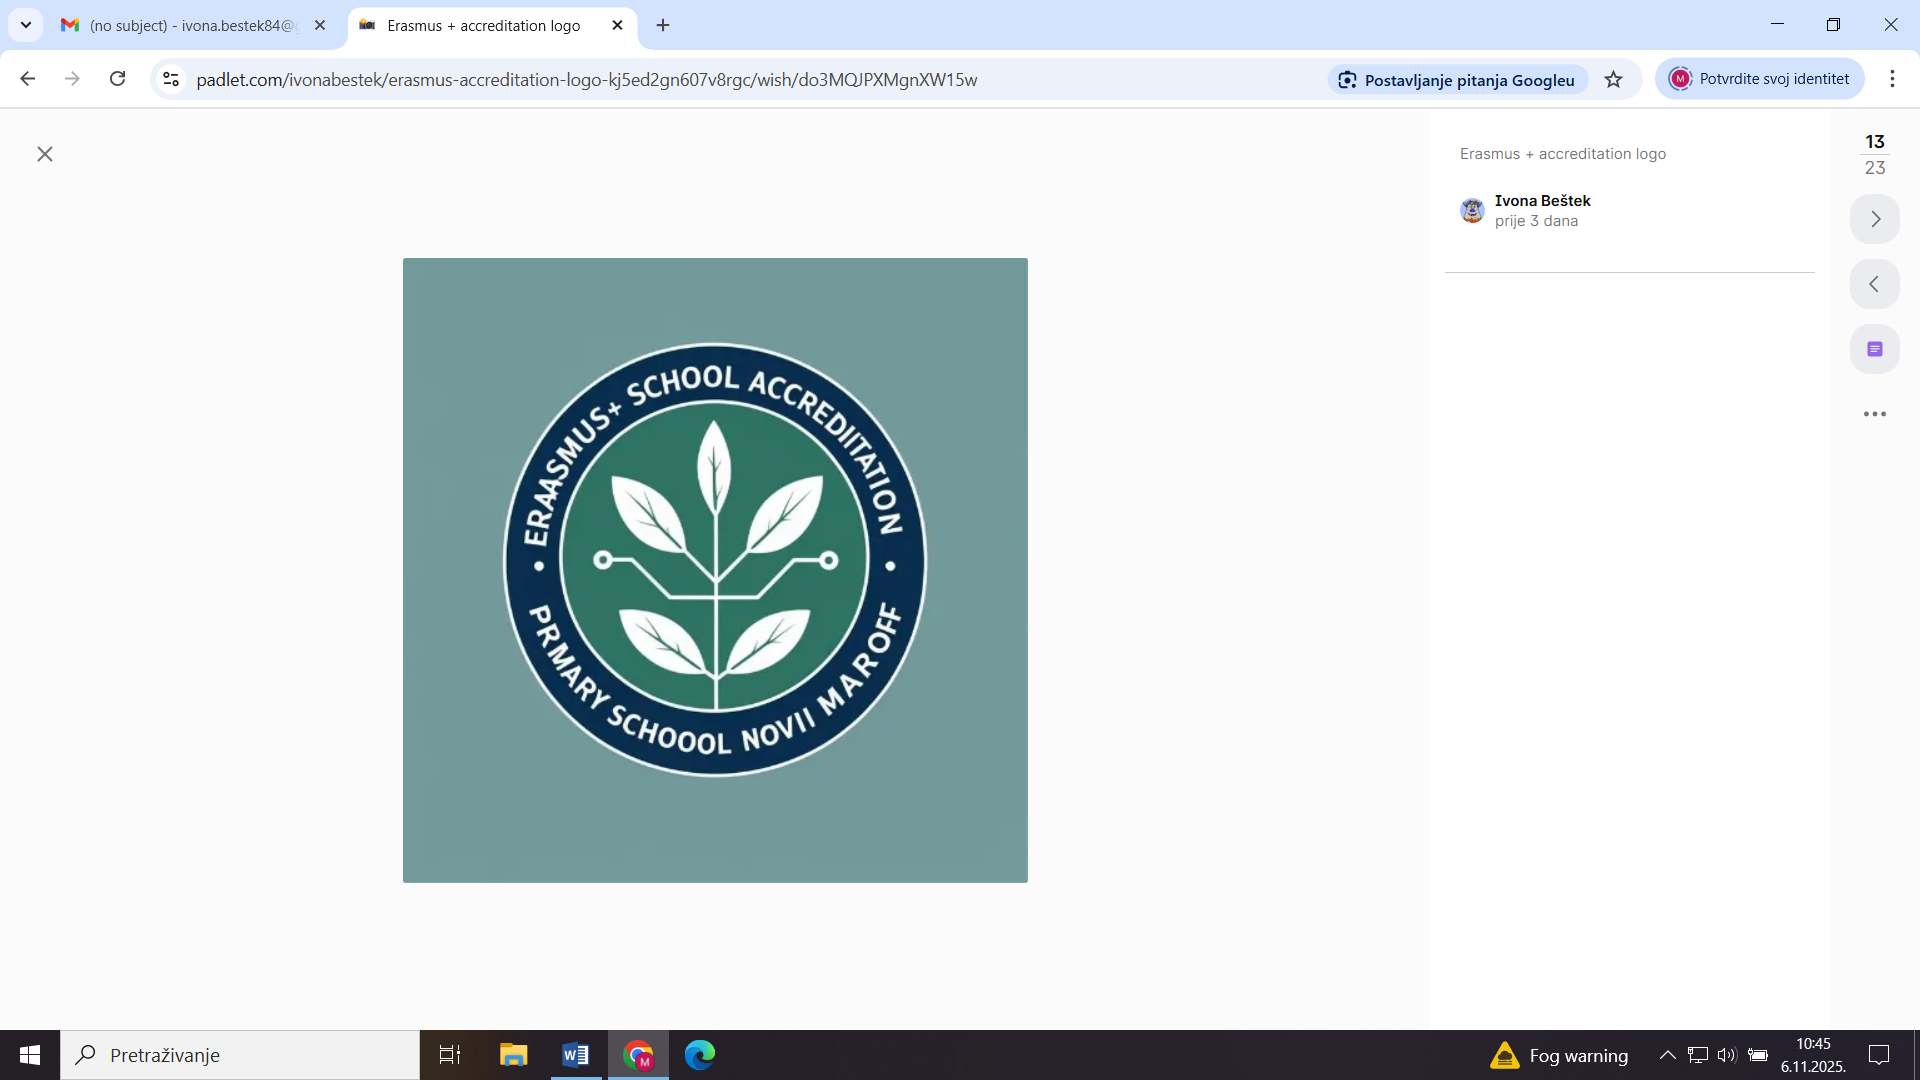 (no subject) - ivona.bestek84@g
Erasmus + accreditation logo
padlet.com/ivonabestek/erasmus-accreditation-logo-kj5ed2gn607v8rgc/wish/do3MQJPXMgnXW15w
Postavljanje pitanja Googleu
M
Potvrdite svoj identitet
Erasmus + accreditation logo
Ivona Beštek
prije 3 dana
13
23
ERAASMUS+ SCHOOL ACCREDIITATION
PRMARY SCHOOOL NOVII MAROFF
Pretraživanje
Fog warning
10:45
6.11.2025.